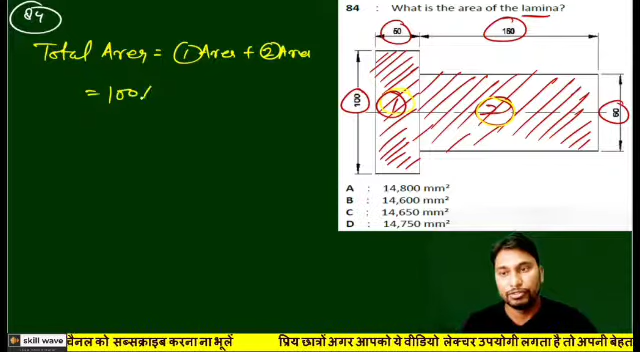 84
Total Area = ① Area + ② Area
= 100×
84 : What is the area of the lamina?
50
150
100
1
2
60
A : 14,800 mm²
B : 14,600 mm²
C : 14,650 mm²
D : 14,750 mm²
skill wave
चैनल को सब्सक्राइब करना ना भूलें प्रिय छात्रों अगर आपको ये वीडियो लेक्चर उपयोगी लगता है तो अपनी बेहत